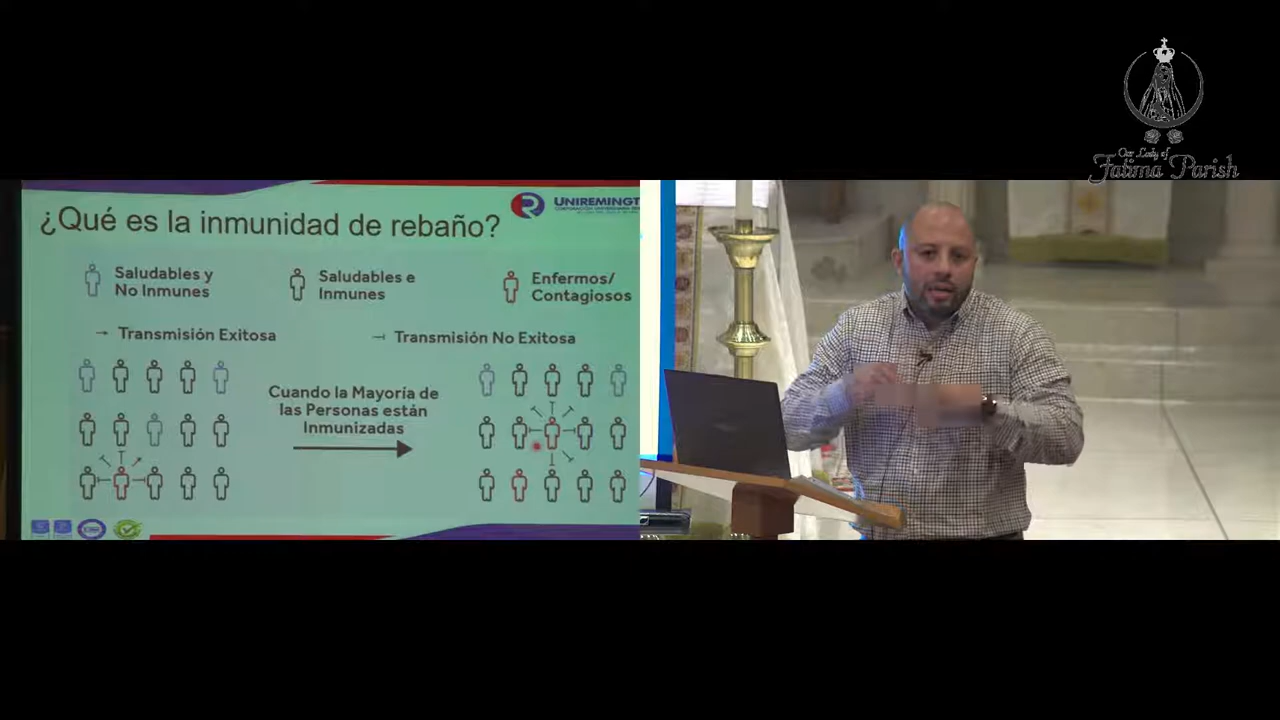 Our Lady of
Fatima Parish
UNIREMINGT
¿Qué es la inmunidad de rebaño?
Saludables y
No Inmunes
Saludables e
Inmunes
Enfermos/
Contagiosos
Transmisión Exitosa
Transmisión No Exitosa
Cuando la Mayoría de
las Personas están
Inmunizadas